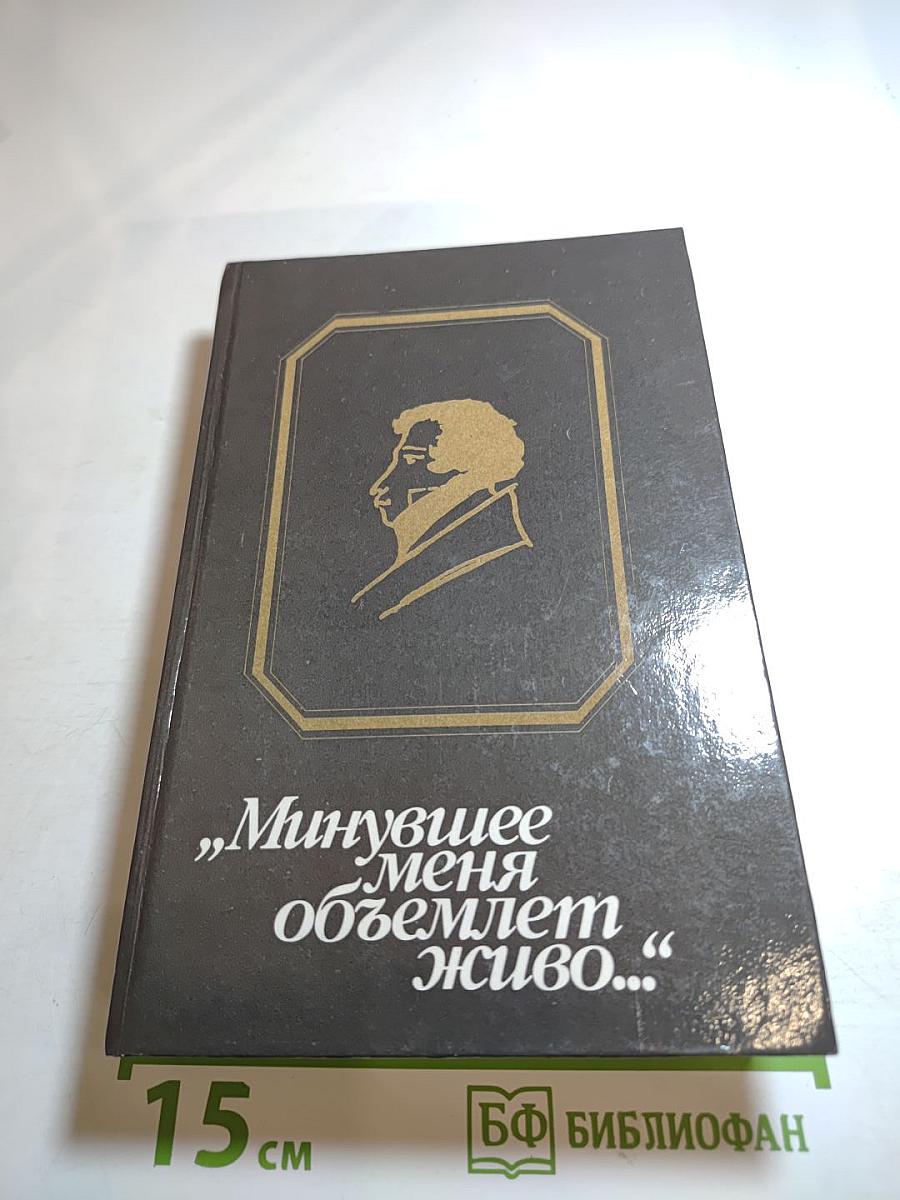 „Минувшее
меня
объемлет
живо...“
15 см
БФ БИБЛИОФАН